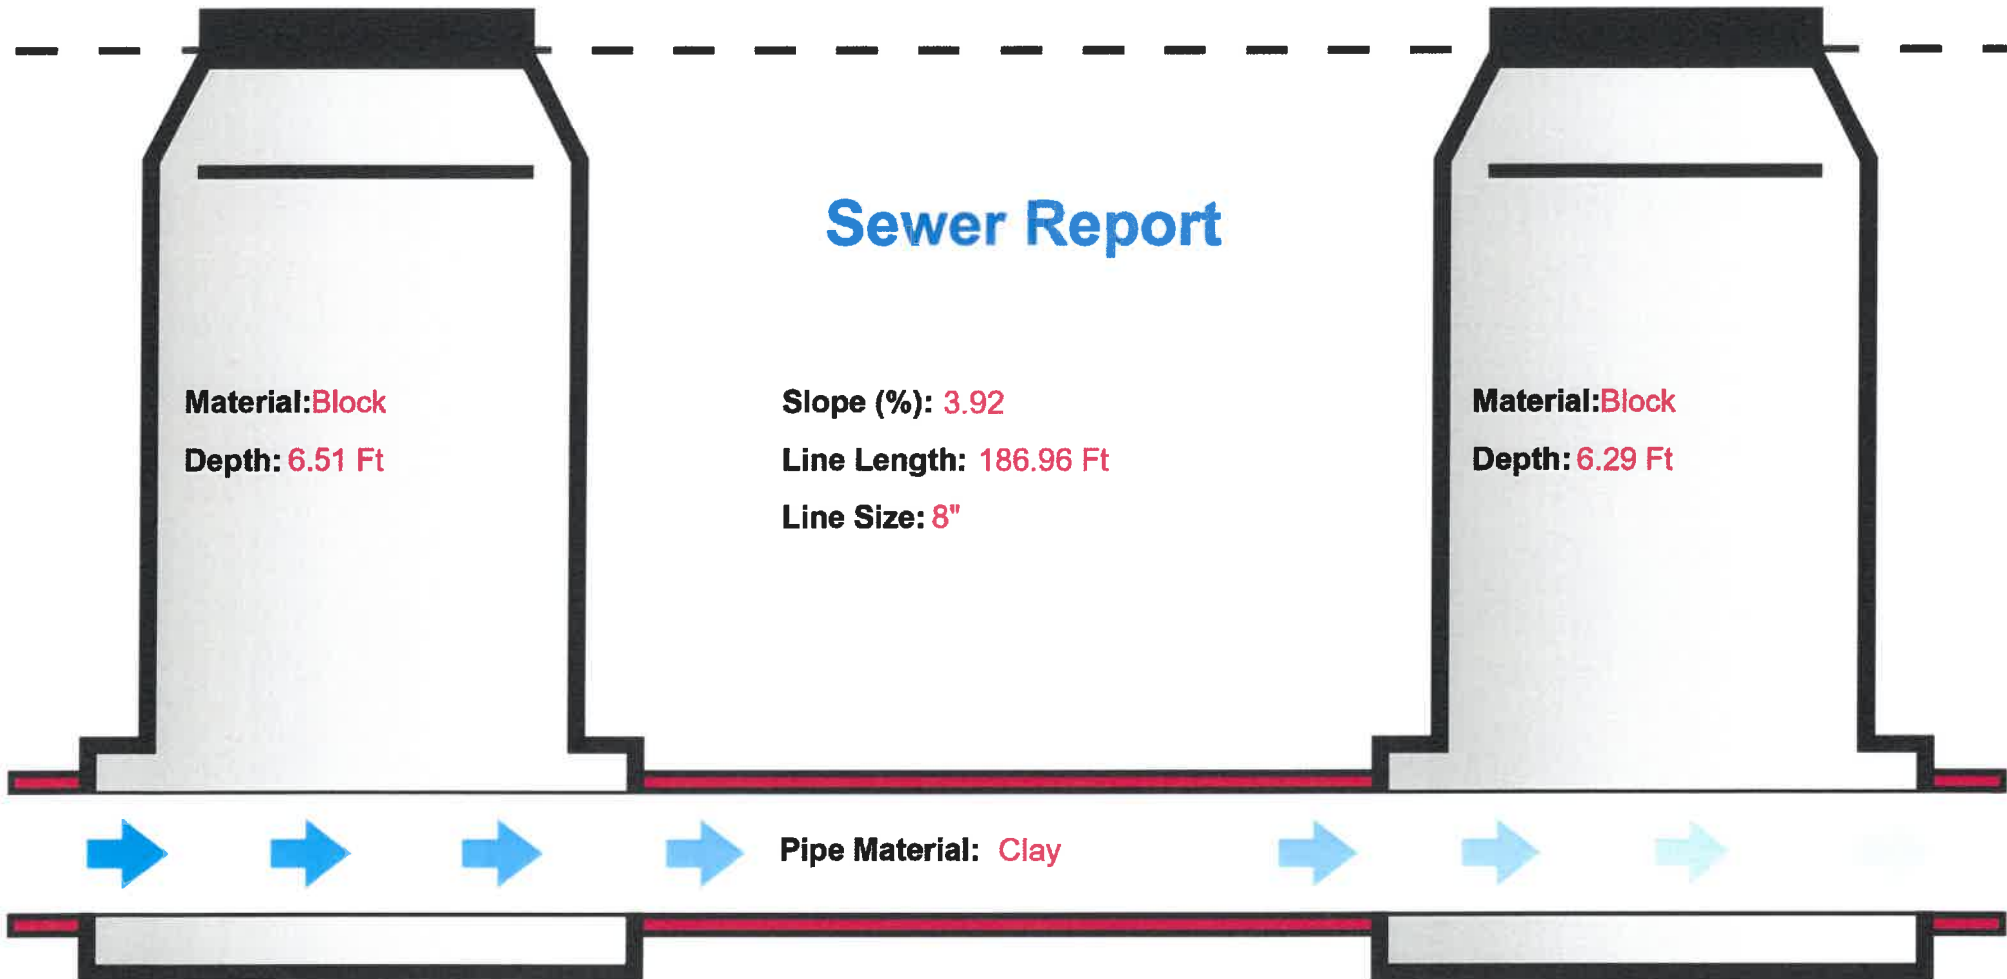 Sewer Report
Material:Block
Depth: 6.51 Ft
Slope (%): 3.92
Line Length: 186.96 Ft
Line Size: 8"
Material:Block
Depth: 6.29 Ft
Pipe Material: Clay